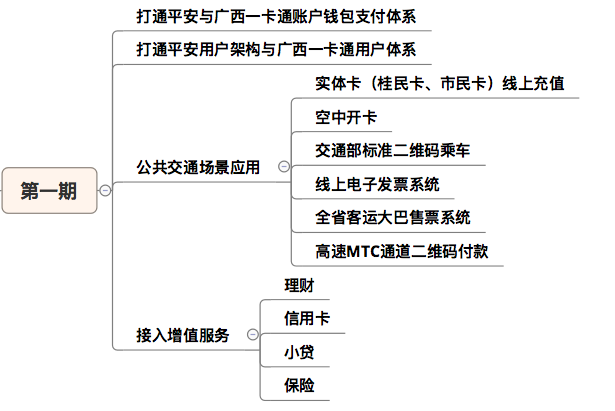 第一期
打通平安与广西一卡通账户钱包支付体系
打通平安用户架构与广西一卡通用户体系
公共交通场景应用
实体卡（桂民卡、市民卡）线上充值
空中开卡
交通部标准二维码乘车
线上电子发票系统
全省客运大巴售票系统
高速MTC通道二维码付款
接入增值服务
理财
信用卡
小贷
保险